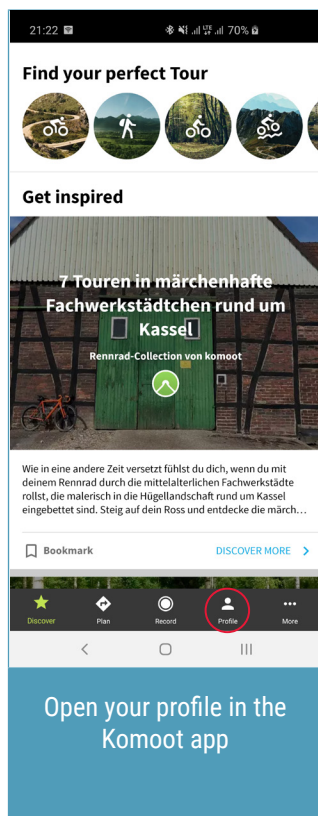 21:22
LTE
70%
Find your perfect Tour
Get inspired
7 Touren in märchenhafte
Fachwerkstädtchen rund um
Kassel
Rennrad-Collection von komoot
Wie in eine andere Zeit versetzt fühlst du dich, wenn du mit
deinem Rennrad durch die mittelalterlichen Fachwerkstädte
rollst, die malerisch in die Hügellandschaft rund um Kassel
eingebettet sind. Steig auf dein Ross und entdecke die märch…
Bookmark
DISCOVER MORE
Discover
Plan
Record
Profile
More
Open your profile in the
Komoot app